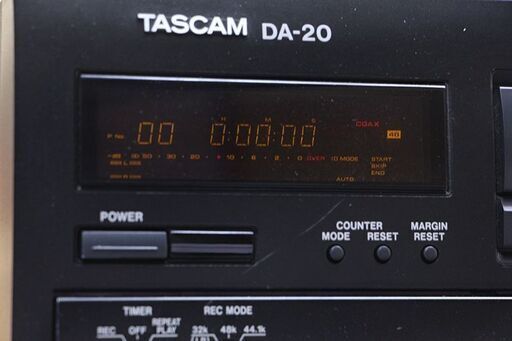 TASCAM DA-20
H M S
P No. 00 0:00:00 COAX 48
-dB 50 30 20 10 6 2 0 OVER ID MODE START
L SKIP
R END
AUTO
POWER
COUNTER MARGIN
MODE RESET RESET
TIMER REC MODE
REC OFF REPEAT PLAY 32k 48k 44.1k
(LP)